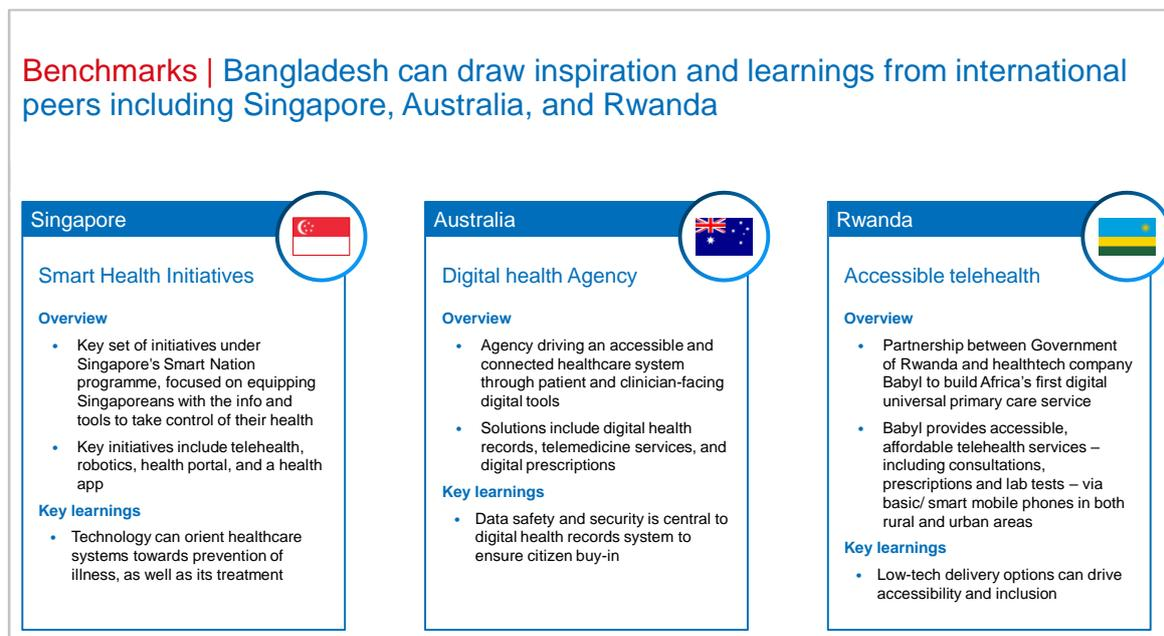 Benchmarks | Bangladesh can draw inspiration and learnings from international
peers including Singapore, Australia, and Rwanda
Singapore
Smart Health Initiatives
Overview
• Key set of initiatives under
Singapore's Smart Nation
programme, focused on equipping
Singaporeans with the info and
tools to take control of their health
• Key initiatives include telehealth,
robotics, health portal, and a health
app
Key learnings
• Technology can orient healthcare
systems towards prevention of
illness, as well as its treatment
Australia
Digital health Agency
Overview
• Agency driving an accessible and
connected healthcare system
through patient and clinician-facing
digital tools
• Solutions include digital health
records, telemedicine services, and
digital prescriptions
Key learnings
• Data safety and security is central to
digital health records system to
ensure citizen buy-in
Rwanda
Accessible telehealth
Overview
• Partnership between Government
of Rwanda and healthtech company
Babyl to build Africa's first digital
universal primary care service
• Babyl provides accessible,
affordable telehealth services –
including consultations,
prescriptions and lab tests – via
basic/ smart mobile phones in both
rural and urban areas
Key learnings
• Low-tech delivery options can drive
accessibility and inclusion